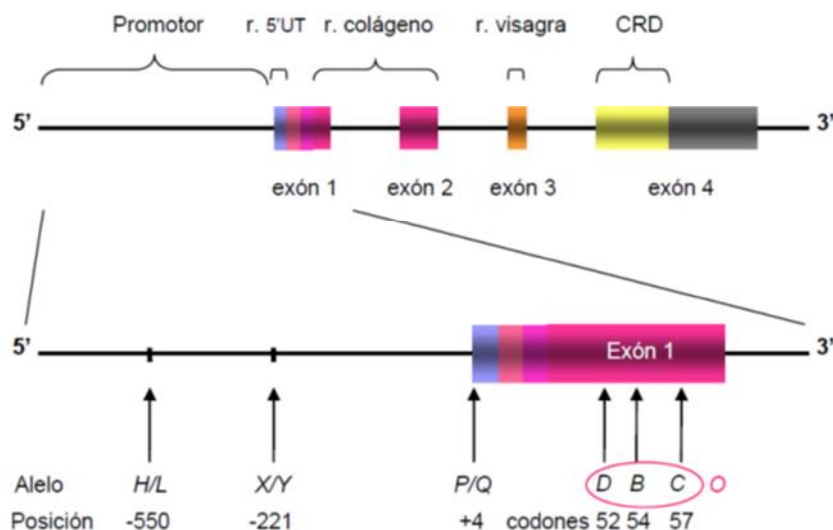 Promotor r. 5'UT r. colágeno r. visagra CRD
5' 3'
exón 1 exón 2 exón 3 exón 4
5' Exón 1 3'
Alelo H/L X/Y P/Q D B C O
Posición -550 -221 +4 codones 52 54 57